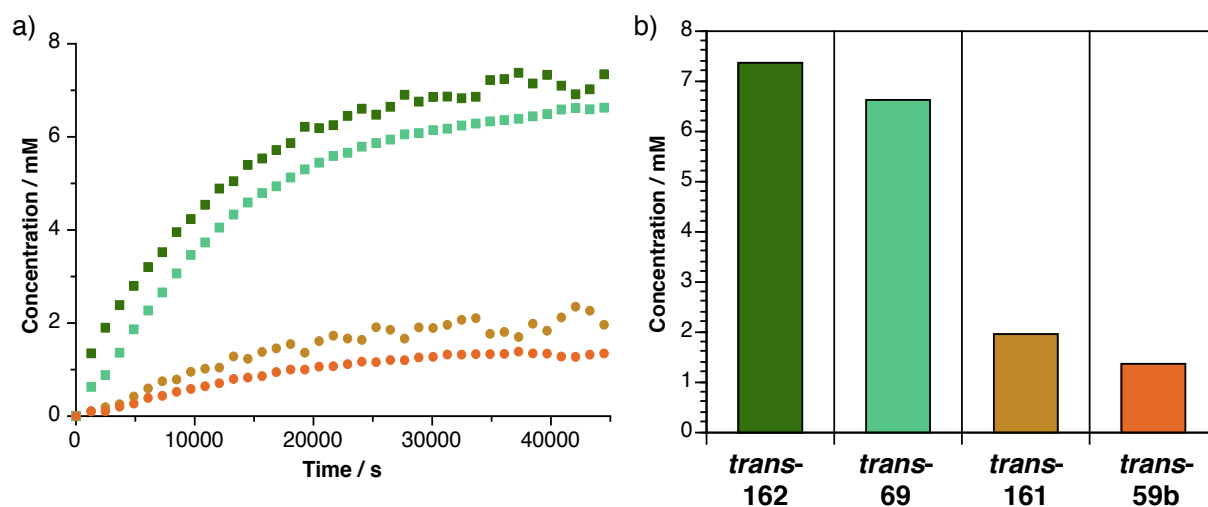 a)
Concentration / mM
8
6
4
2
0
0 10000 20000 30000 40000
Time / s
b)
Concentration / mM
8
7
6
5
4
3
2
1
0
trans- trans- trans- trans-
162 69 161 59b